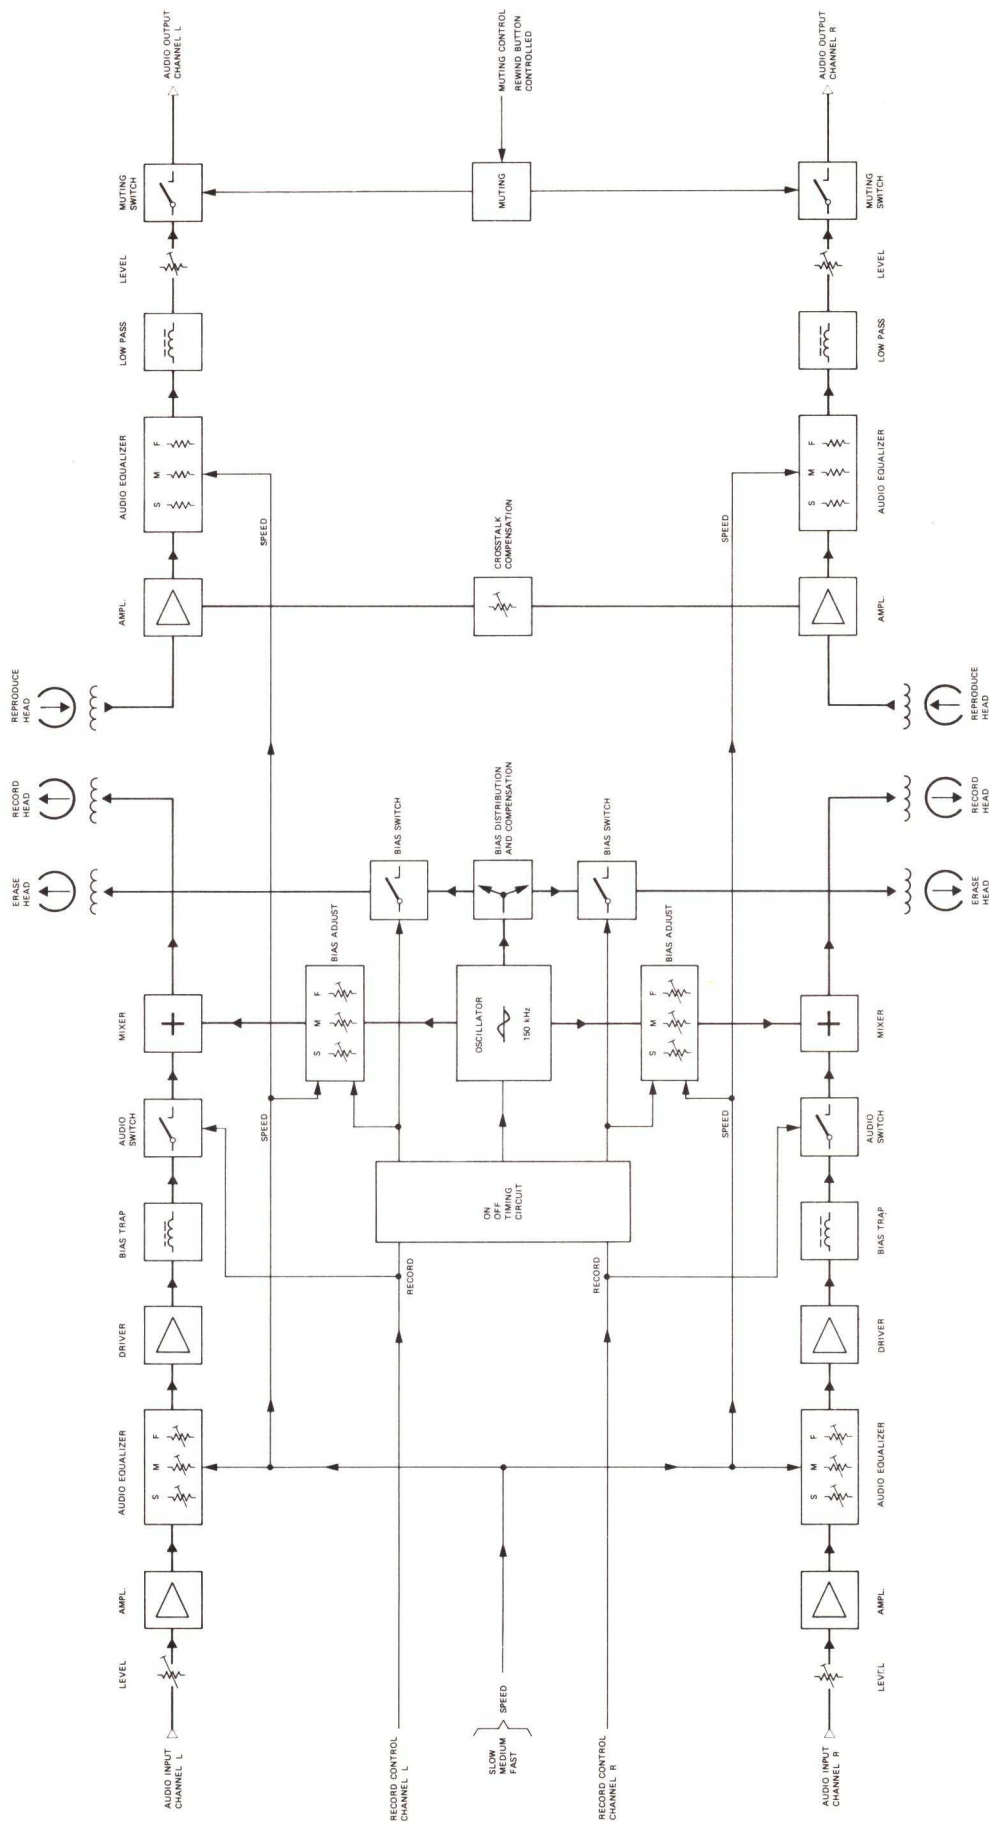 AUDIO INPUT
CHANNEL L
LEVEL
AMPL.
AUDIO EQUALIZER
S M F
DRIVER
BIAS TRAP
AUDIO
SWITCH
MIXER
ERASE
HEAD
RECORD
HEAD
REPRODUCE
HEAD
AMPL.
AUDIO EQUALIZER
S M F
LOW PASS
LEVEL
MUTING
SWITCH
AUDIO OUTPUT
CHANNEL L
SPEED
SPEED
BIAS ADJUST
S M F
BIAS SWITCH
RECORD CONTROL
CHANNEL L
RECORD
SLOW
MEDIUM
FAST
SPEED
ON
OFF
TIMING
CIRCUIT
OSCILLATOR
150 kHz
BIAS DISTRIBUTION
AND COMPENSATION
CROSSTALK
COMPENSATION
MUTING
MUTING CONTROL
REWIND BUTTON
CONTROLLED
RECORD CONTROL
CHANNEL R
RECORD
BIAS SWITCH
BIAS ADJUST
S M F
SPEED
SPEED
AUDIO INPUT
CHANNEL R
LEVEL
AMPL.
AUDIO EQUALIZER
S M F
DRIVER
BIAS TRAP
AUDIO
SWITCH
MIXER
ERASE
HEAD
RECORD
HEAD
REPRODUCE
HEAD
AMPL.
AUDIO EQUALIZER
S M F
LOW PASS
LEVEL
MUTING
SWITCH
AUDIO OUTPUT
CHANNEL R